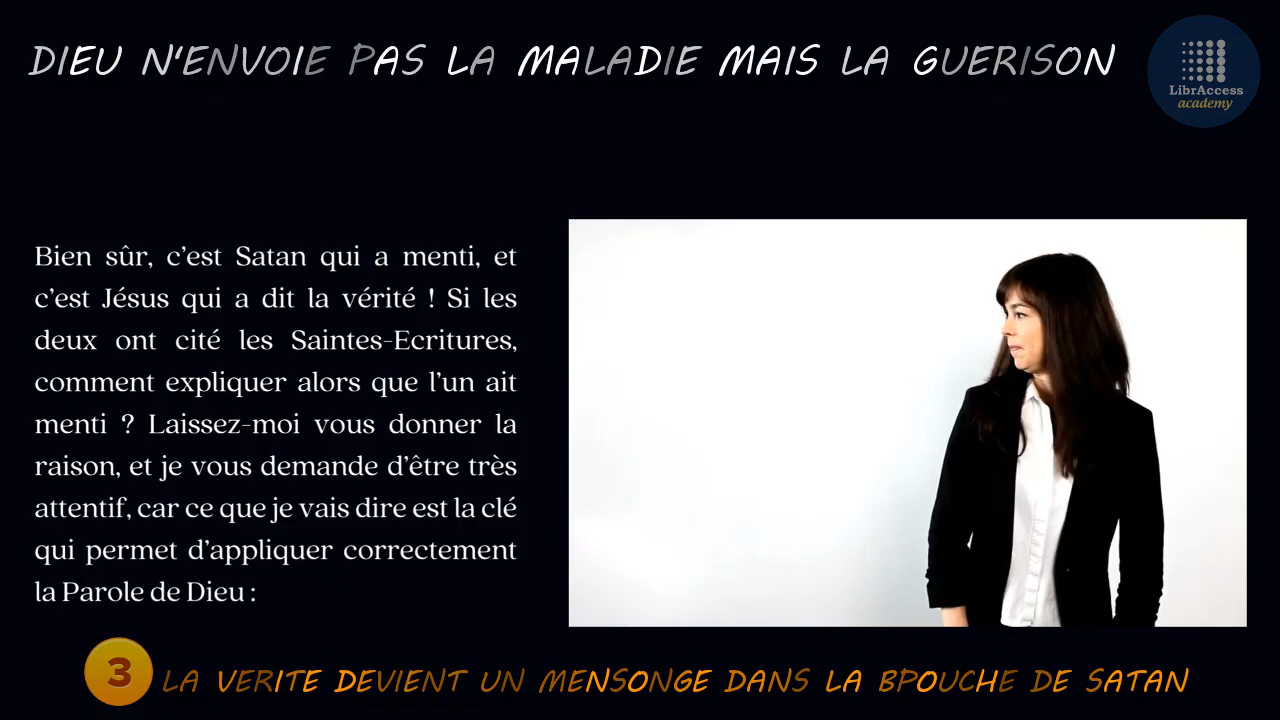 DIEU N'ENVOIE PAS LA MALADIE MAIS LA GUERISON
LibrAccess
academy
Bien sûr, c’est Satan qui a menti, et
c’est Jésus qui a dit la vérité ! Si les
deux ont cité les Saintes-Ecritures,
comment expliquer alors que l’un ait
menti ? Laissez-moi vous donner la
raison, et je vous demande d’être très
attentif, car ce que je vais dire est la clé
qui permet d’appliquer correctement
la Parole de Dieu :
3 LA VERITE DEVIENT UN MENSONGE DANS LA BPOUCHE DE SATAN